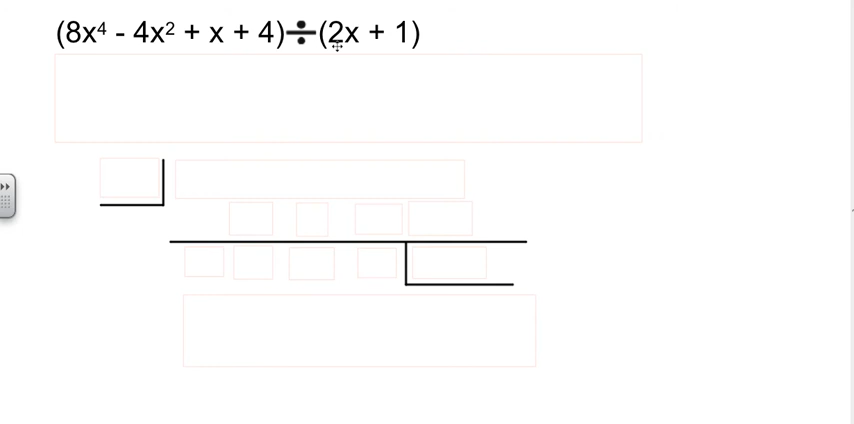 (8x⁴ - 4x² + x + 4)÷(2x + 1)